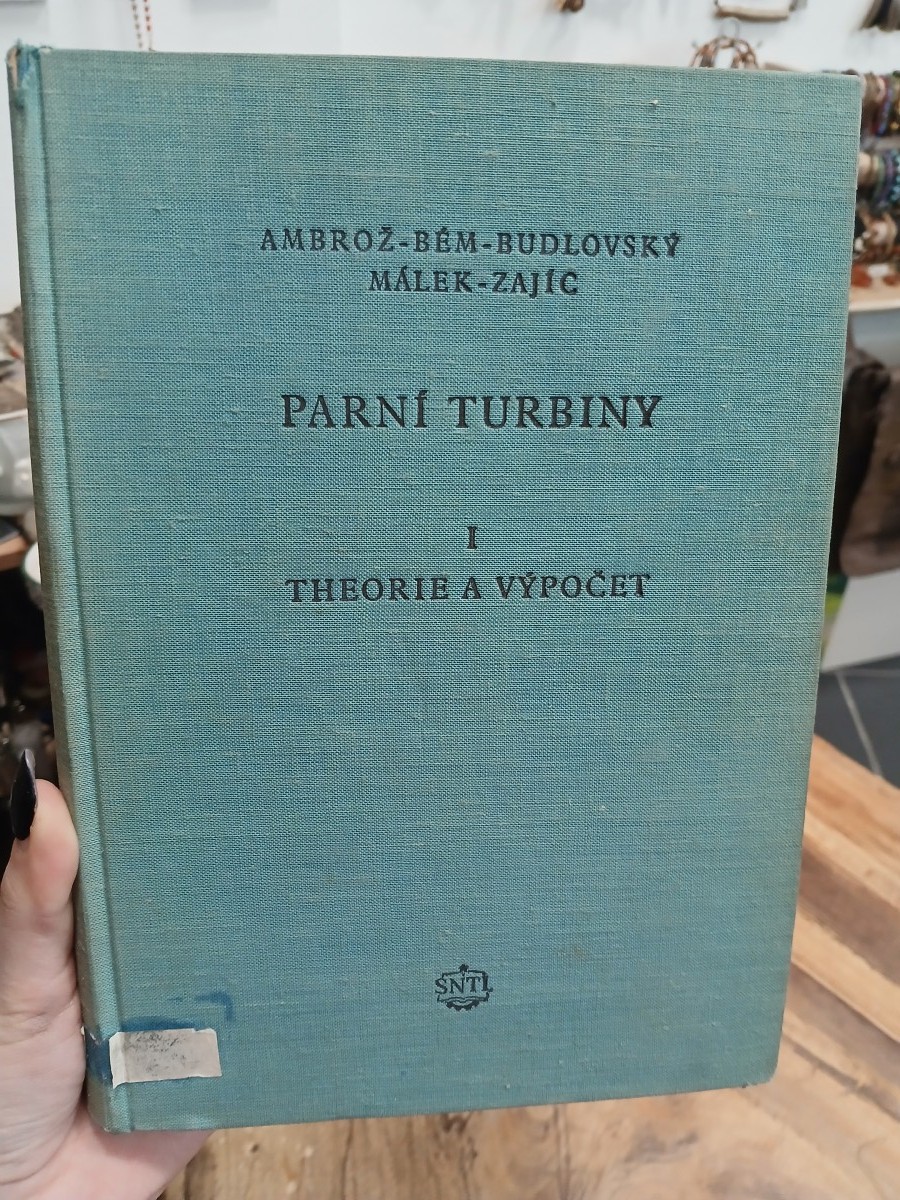 AMBROŽ-BÉM-BUDLOVSKÝ
MÁLEK-ZAJÍC
PARNÍ TURBINY
I
THEORIE A VÝPOČET
SNTL